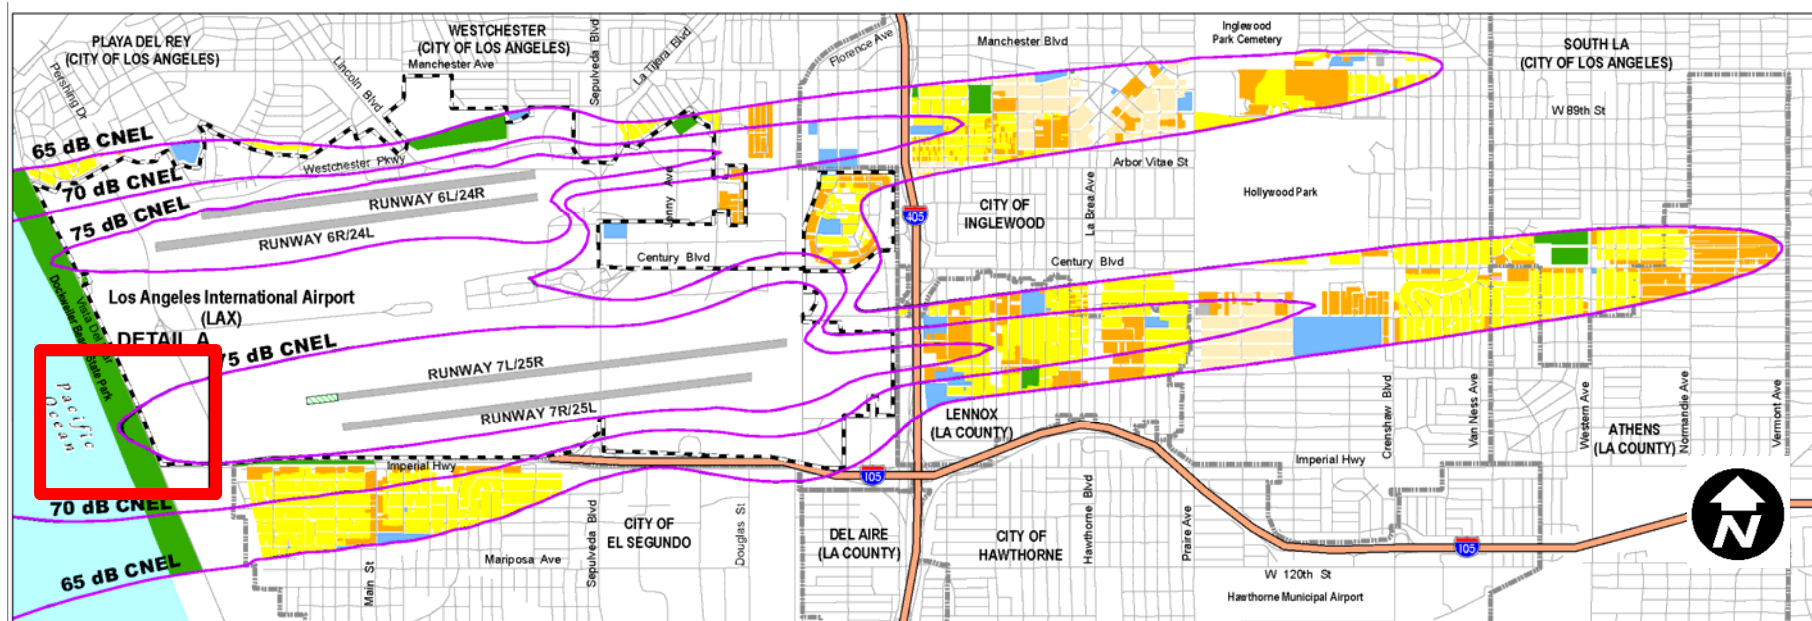 PLAYA DEL REY
(CITY OF LOS ANGELES)
WESTCHESTER
(CITY OF LOS ANGELES)
Manchester Ave
Pershing Dr
Lincoln Blvd
Sepulveda Blvd
La Tijera Blvd
Florence Ave
Manchester Blvd
Inglewood
Park Cemetery
SOUTH LA
(CITY OF LOS ANGELES)
W 89th St
65 dB CNEL
70 dB CNEL
75 dB CNEL
Westchester Pkwy
RUNWAY 6L/24R
RUNWAY 6R/24L
Arbor Vitae St
Hollywood Park
La Brea Ave
CITY OF
INGLEWOOD
405
Century Blvd
Century Blvd
Los Angeles International Airport
(LAX)
Dockweiler Beach State Park
DETAIL A
75 dB CNEL
RUNWAY 7L/25R
RUNWAY 7R/25L
Pacific
Ocean
LENNOX
(LA COUNTY)
Crenshaw Blvd
Van Ness Ave
Western Ave
Normandie Ave
Vermont Ave
ATHENS
(LA COUNTY)
Imperial Hwy
Imperial Hwy
105
70 dB CNEL
65 dB CNEL
Main St
Mariposa Ave
Sepulveda Blvd
CITY OF
EL SEGUNDO
Douglas St
DEL AIRE
(LA COUNTY)
CITY OF
HAWTHORNE
Hawthorne Blvd
Prairie Ave
105
W 120th St
Hawthorne Municipal Airport
N